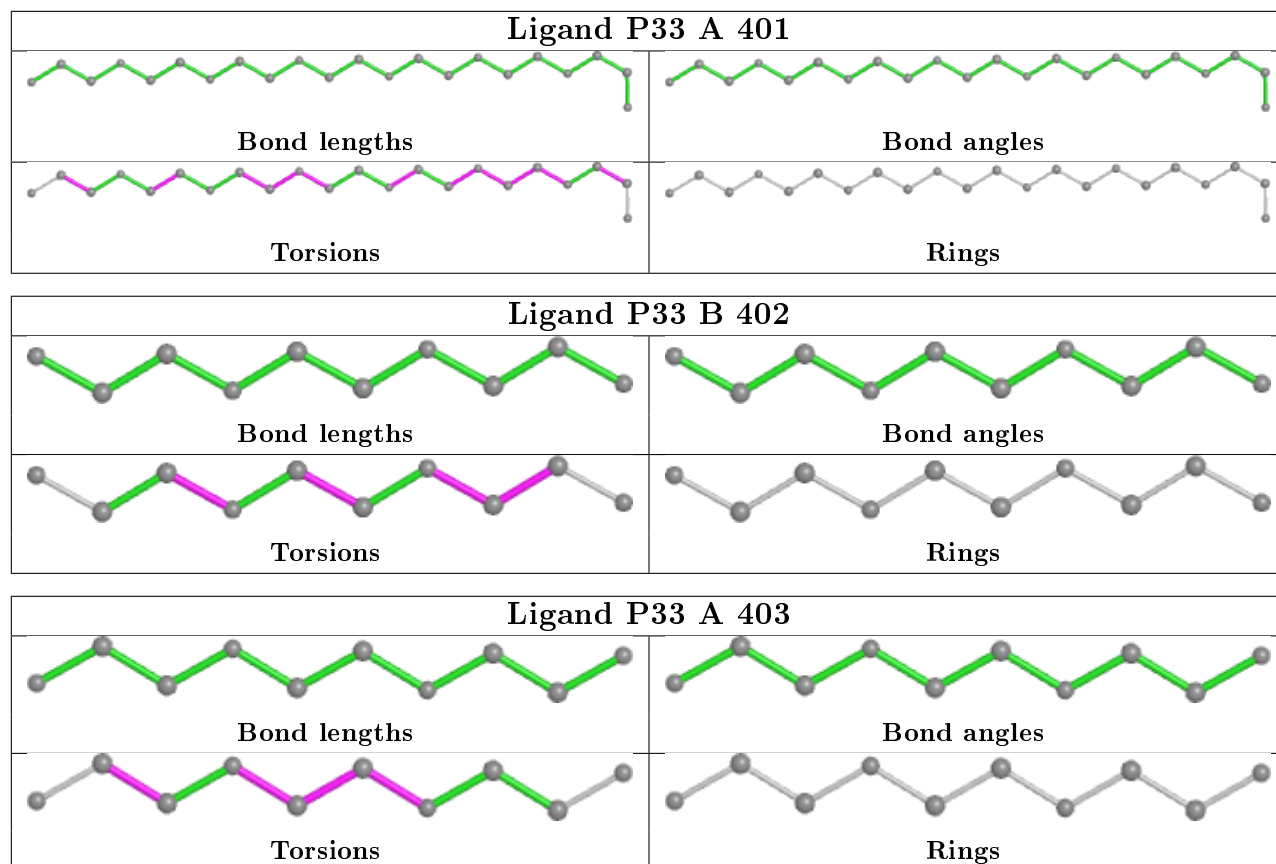 Ligand P33 A 401
Bond lengths
Bond angles
Torsions
Rings
Ligand P33 B 402
Bond lengths
Bond angles
Torsions
Rings
Ligand P33 A 403
Bond lengths
Bond angles
Torsions
Rings